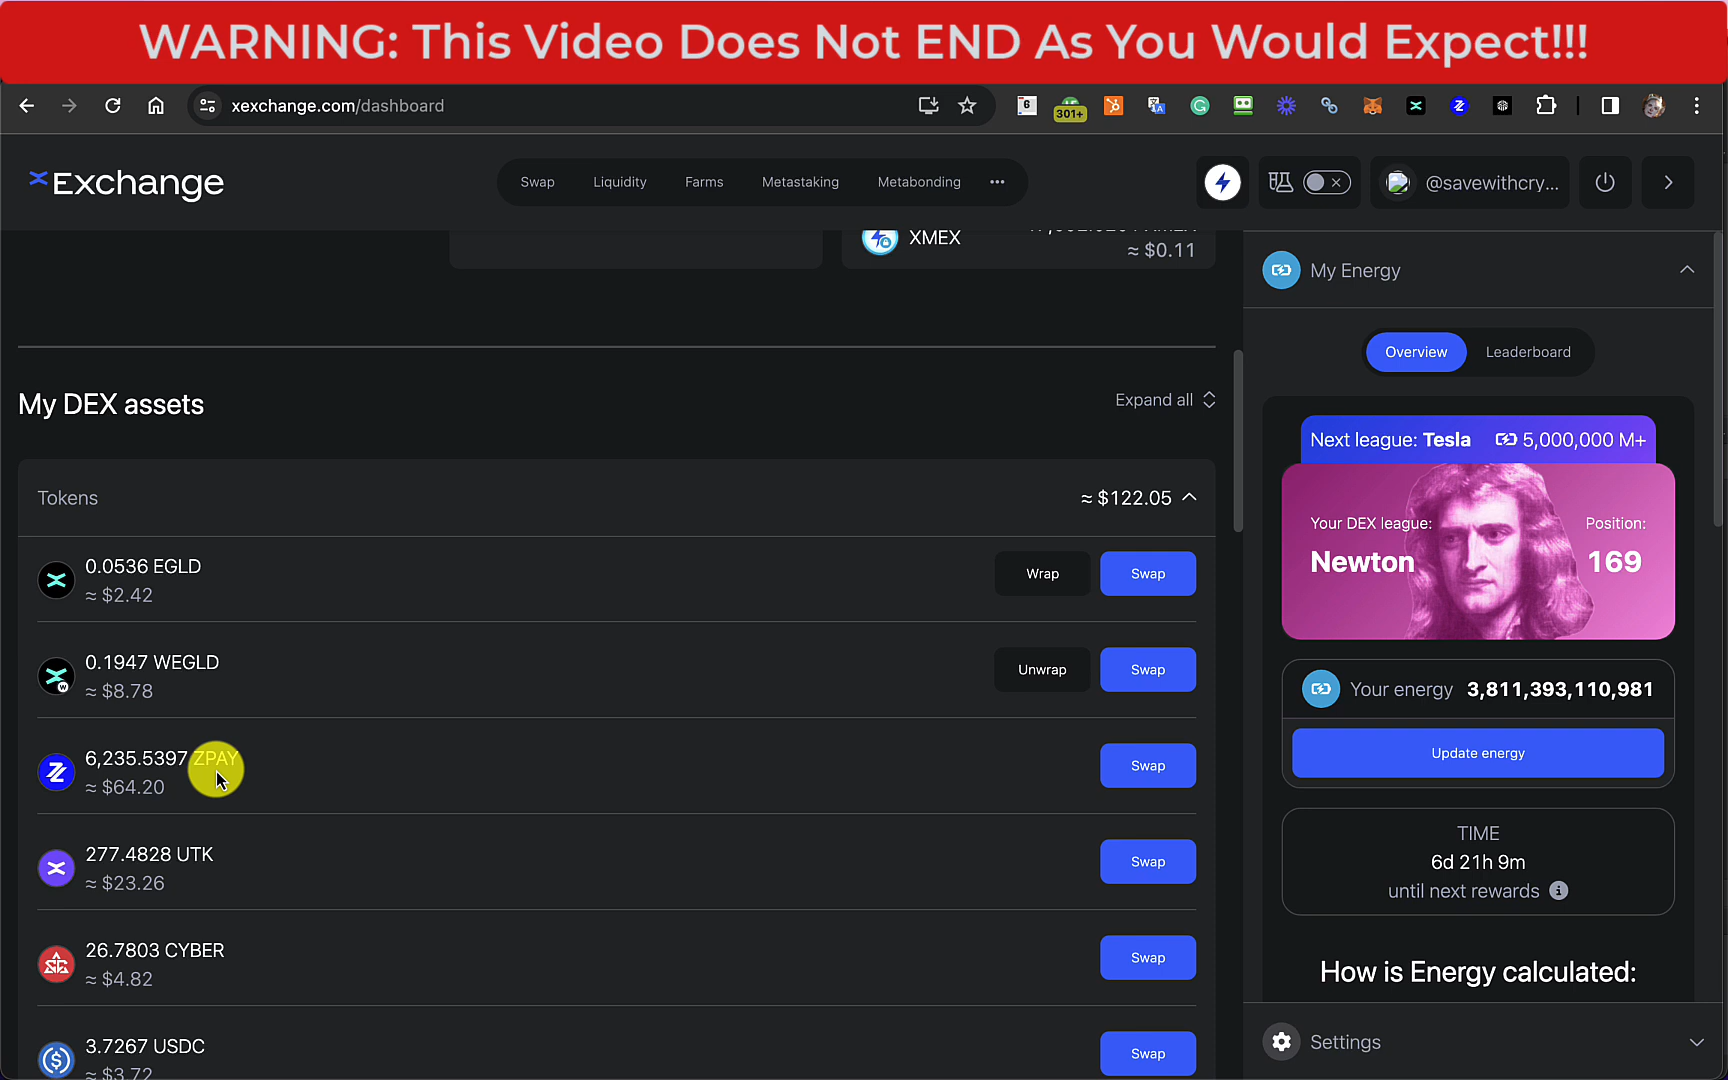 WARNING: This Video Does Not END As You Would Expect!!!
xexchange.com/dashboard
6
301+
Exchange
Swap
Liquidity
Farms
Metastaking
Metabonding
@savewithcry...
XMEX
≈ $0.11
My Energy
Overview
Leaderboard
My DEX assets
Expand all
Next league: Tesla
5,000,000 M+
Tokens
≈ $122.05
Your DEX league:
Position:
Newton
169
0.0536 EGLD
≈ $2.42
Wrap
Swap
0.1947 WEGLD
≈ $8.78
Unwrap
Swap
Your energy
3,811,393,110,981
Update energy
6,235.5397 ZPAY
≈ $64.20
Swap
277.4828 UTK
≈ $23.26
Swap
TIME
6d 21h 9m
until next rewards
26.7803 CYBER
≈ $4.82
Swap
How is Energy calculated:
3.7267 USDC
≈ $3.72
Swap
Settings